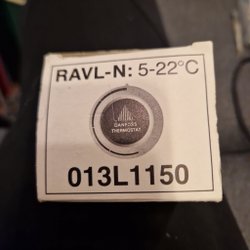 RAVL-N: 5-22°C
DANFOSS
THERMOSTAT
013L1150